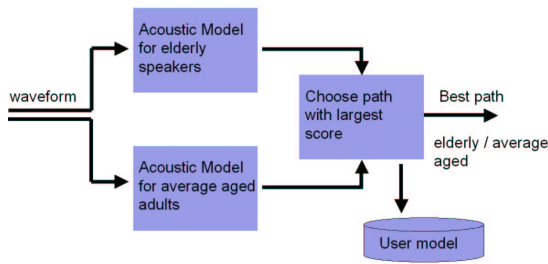 waveform
Acoustic Model
for elderly
speakers
Acoustic Model
for average aged
adults
Choose path
with largest
score
Best path
elderly / average
aged
User model